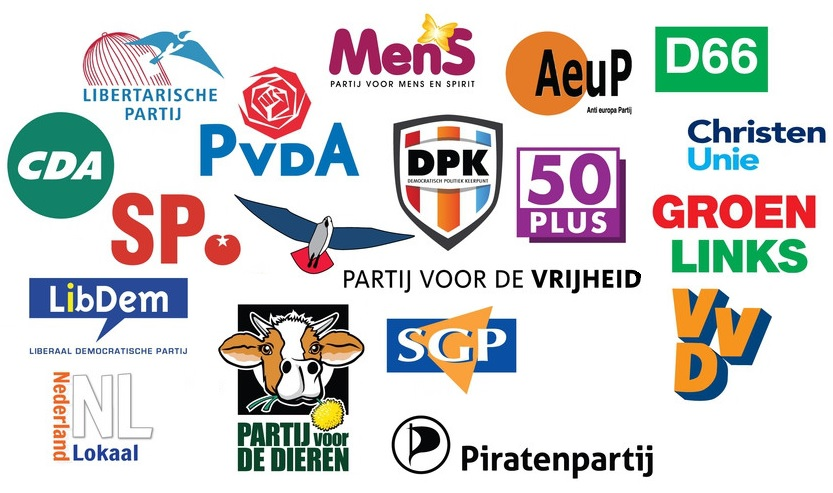 LIBERTARISCHE
PARTIJ
MenS
PARTIJ VOOR MENS EN SPIRIT
AeuP
Anti europa Partij
D66
CDA
PvdA
DPK
DEMOCRATISCH POLITIEK KEERPUNT
50
PLUS
Christen
Unie
SP
GROEN
LINKS
PARTIJ VOOR DE VRIJHEID
LibDem
LIBERAAL DEMOCRATISCHE PARTIJ
SGP
VVD
Nederland
NL
Lokaal
PARTIJ voor
DE DIEREN
Piratenpartij